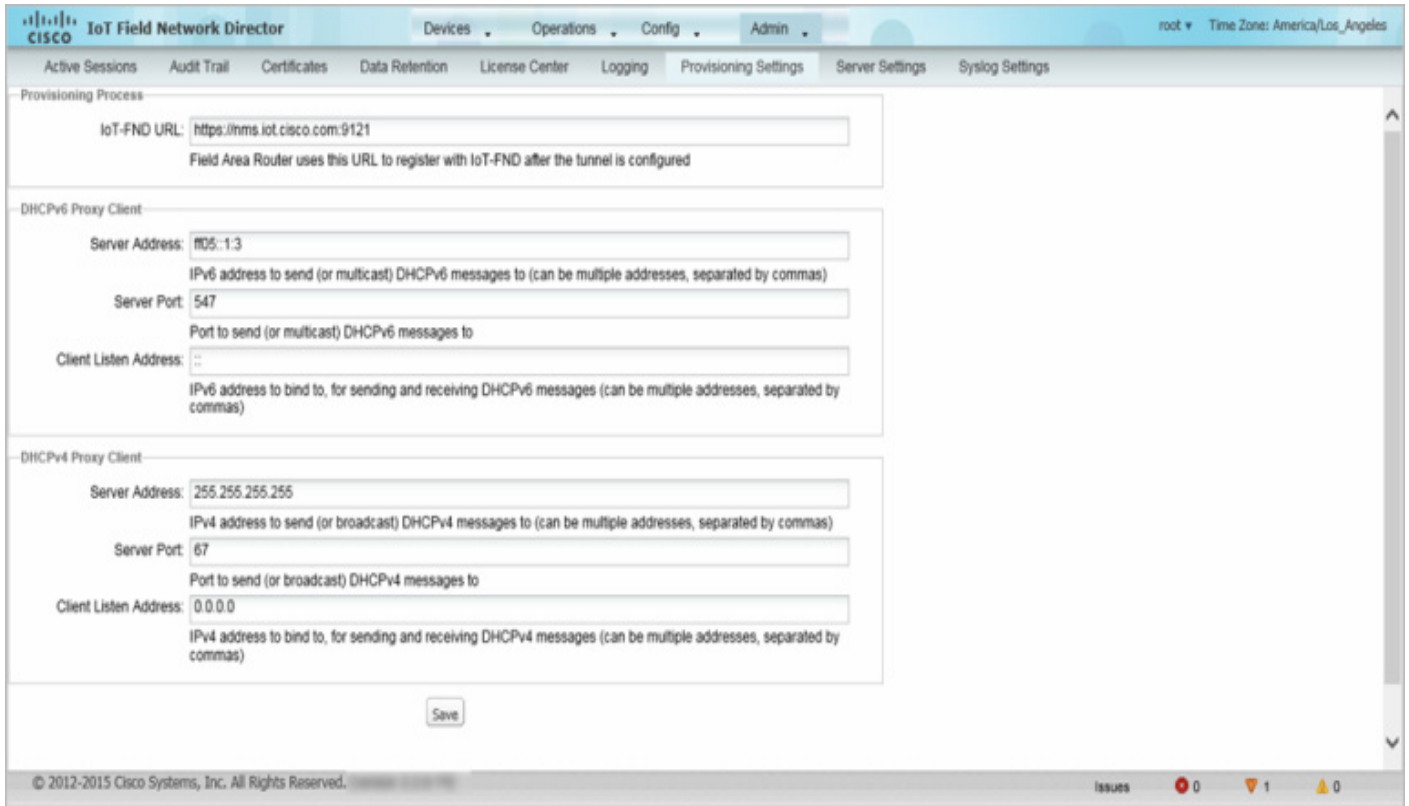 CISCO IoT Field Network Director Devices Operations Config Admin root Time Zone: America/Los_Angeles
Active Sessions Audit Trail Certificates Data Retention License Center Logging Provisioning Settings Server Settings Syslog Settings
Provisioning Process
IoT-FND URL: https://nms.iot.cisco.com:9121
Field Area Router uses this URL to register with IoT-FND after the tunnel is configured
DHCPv6 Proxy Client
Server Address: ff05::1:3
IPv6 address to send (or multicast) DHCPv6 messages to (can be multiple addresses, separated by commas)
Server Port: 547
Port to send (or multicast) DHCPv6 messages to
Client Listen Address: ::
IPv6 address to bind to, for sending and receiving DHCPv6 messages (can be multiple addresses, separated by
commas)
DHCPv4 Proxy Client
Server Address: 255.255.255.255
IPv4 address to send (or broadcast) DHCPv4 messages to (can be multiple addresses, separated by commas)
Server Port: 67
Port to send (or broadcast) DHCPv4 messages to
Client Listen Address: 0.0.0.0
IPv4 address to bind to, for sending and receiving DHCPv4 messages (can be multiple addresses, separated by
commas)
Save
© 2012-2015 Cisco Systems, Inc. All Rights Reserved. Issues 0 1 0